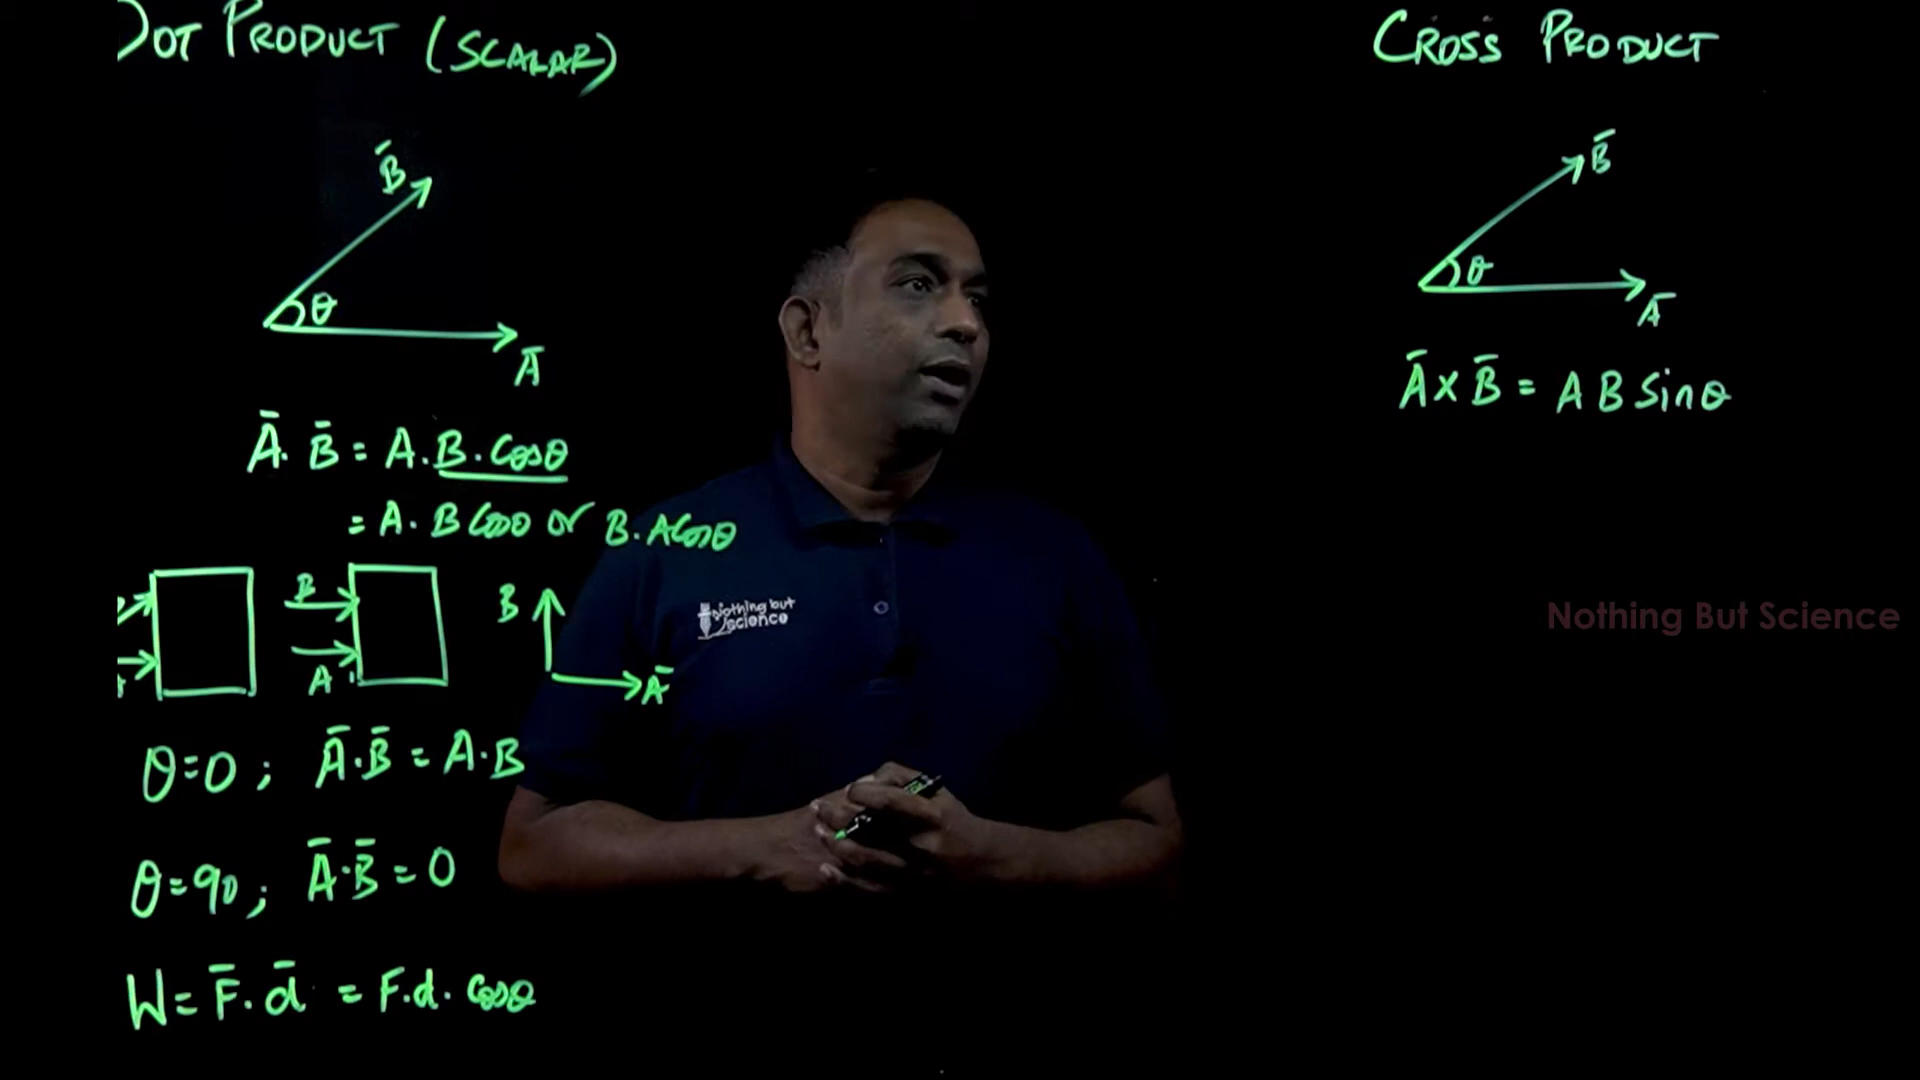 DOT PRODUCT (SCALAR)
B̄
θ
Ā
Ā. B̄ = A. B. Cosθ
= A. B Cosθ or B. ACosθ
B
A
B
Ā
θ=0 ; Ā.B̄ = A.B
θ=90 ; Ā.B̄ = 0
W = F̄. d̄ = F.d. Cosθ
Nothing but
science
CROSS PRODUCT
B̄
θ
Ā
Ā x B̄ = A B Sinθ
Nothing But Science